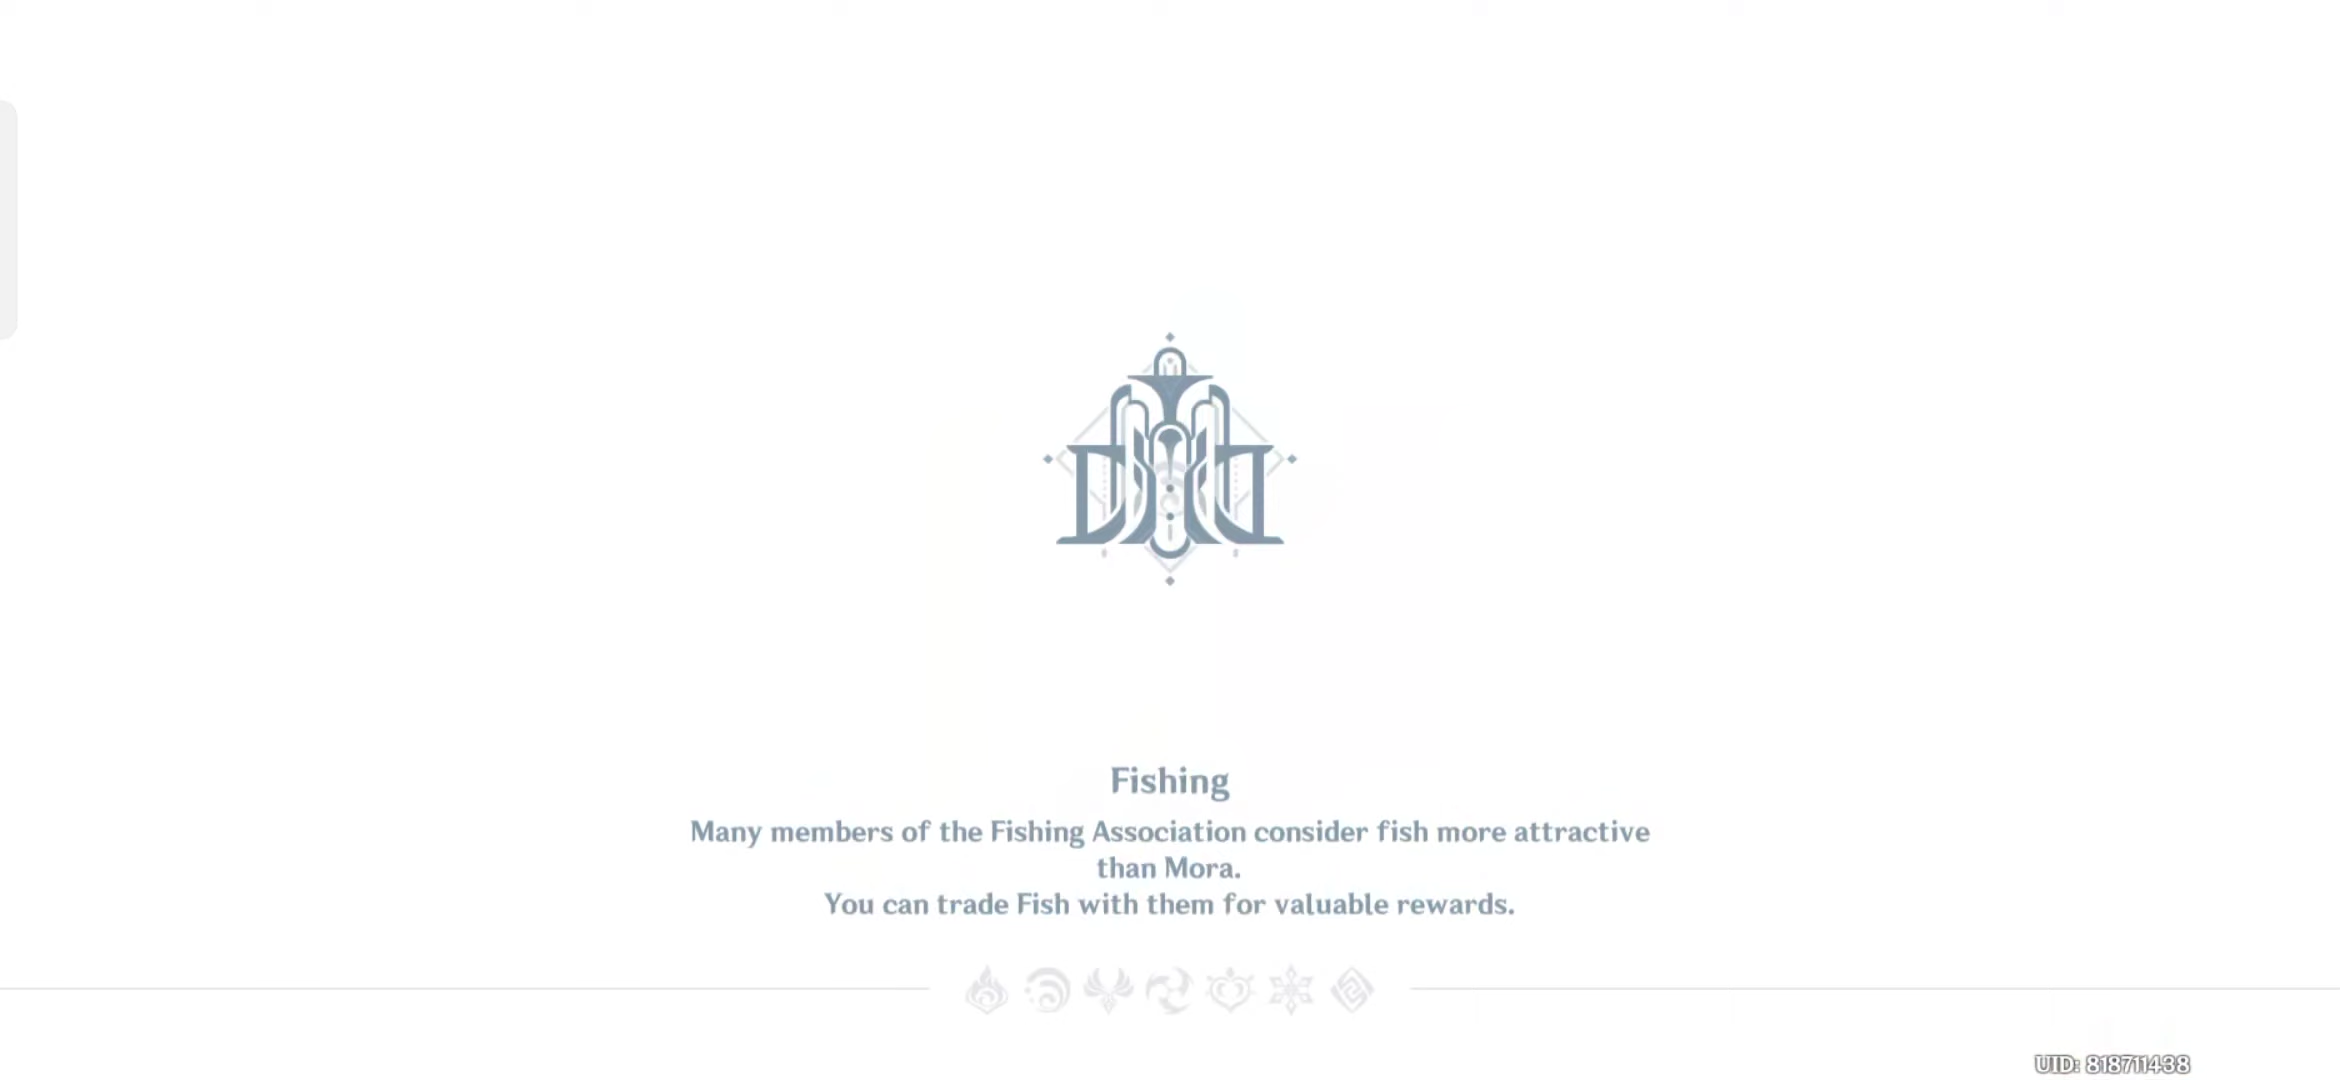 Fishing
Many members of the Fishing Association consider fish more attractive
than Mora.
You can trade Fish with them for valuable rewards.
UID: 818711438